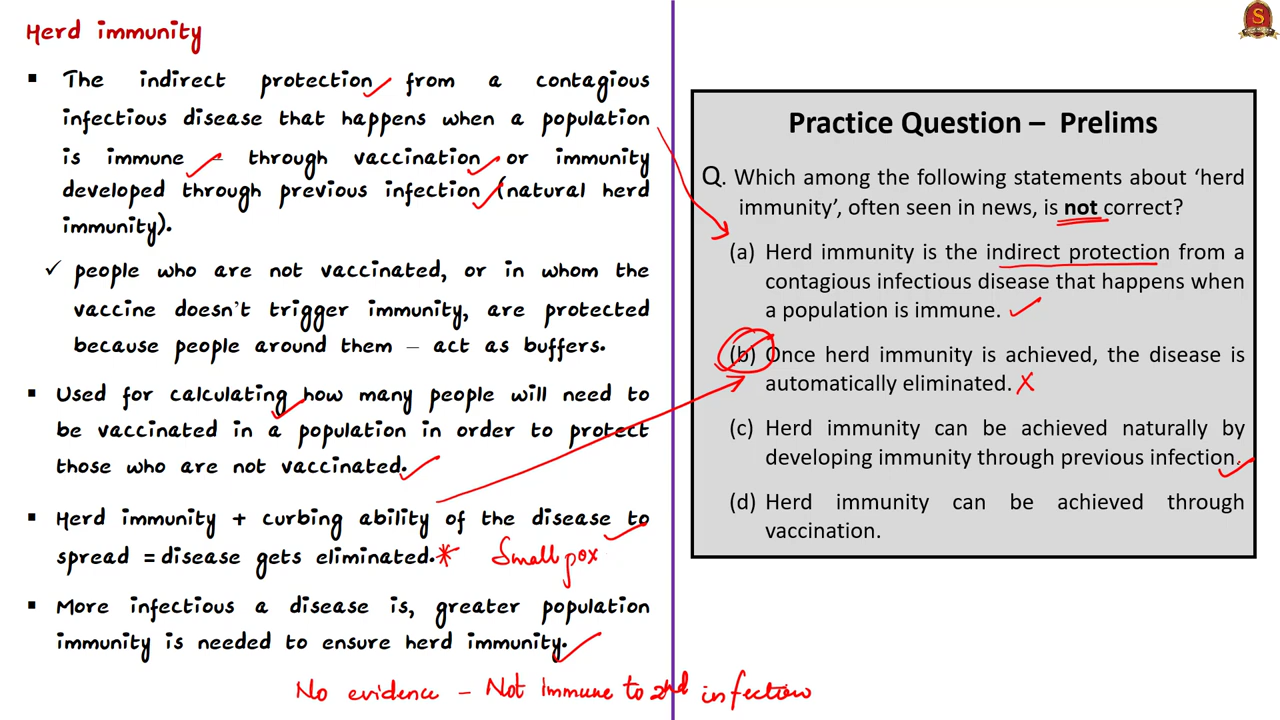 Herd immunity
▪ The indirect protection from a contagious
infectious disease that happens when a population
is immune – through vaccination or immunity
developed through previous infection (natural herd
immunity).
✓ people who are not vaccinated, or in whom the
vaccine doesn't trigger immunity, are protected
because people around them – act as buffers.
▪ Used for calculating how many people will need to
be vaccinated in a population in order to protect
those who are not vaccinated.
▪ Herd immunity + curbing ability of the disease to
spread = disease gets eliminated.* Small pox
▪ More infectious a disease is, greater population
immunity is needed to ensure herd immunity.
No evidence – Not immune to 2nd infection
S
Practice Question – Prelims
Q. Which among the following statements about 'herd
immunity', often seen in news, is not correct?
(a) Herd immunity is the indirect protection from a
contagious infectious disease that happens when
a population is immune.
(b) Once herd immunity is achieved, the disease is
automatically eliminated. X
(c) Herd immunity can be achieved naturally by
developing immunity through previous infection.
(d) Herd immunity can be achieved through
vaccination.